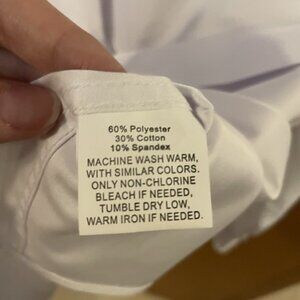 60% Polyester
30% Cotton
10% Spandex
MACHINE WASH WARM,
WITH SIMILAR COLORS.
ONLY NON-CHLORINE
BLEACH IF NEEDED,
TUMBLE DRY LOW,
WARM IRON IF NEEDED.